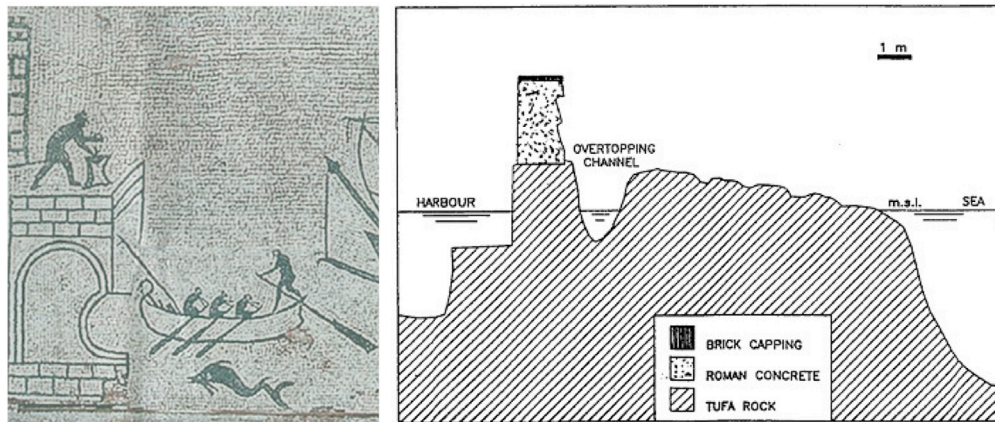 1 m
OVERTOPPING
CHANNEL
HARBOUR
m.s.l.
SEA
BRICK CAPPING
ROMAN CONCRETE
TUFA ROCK